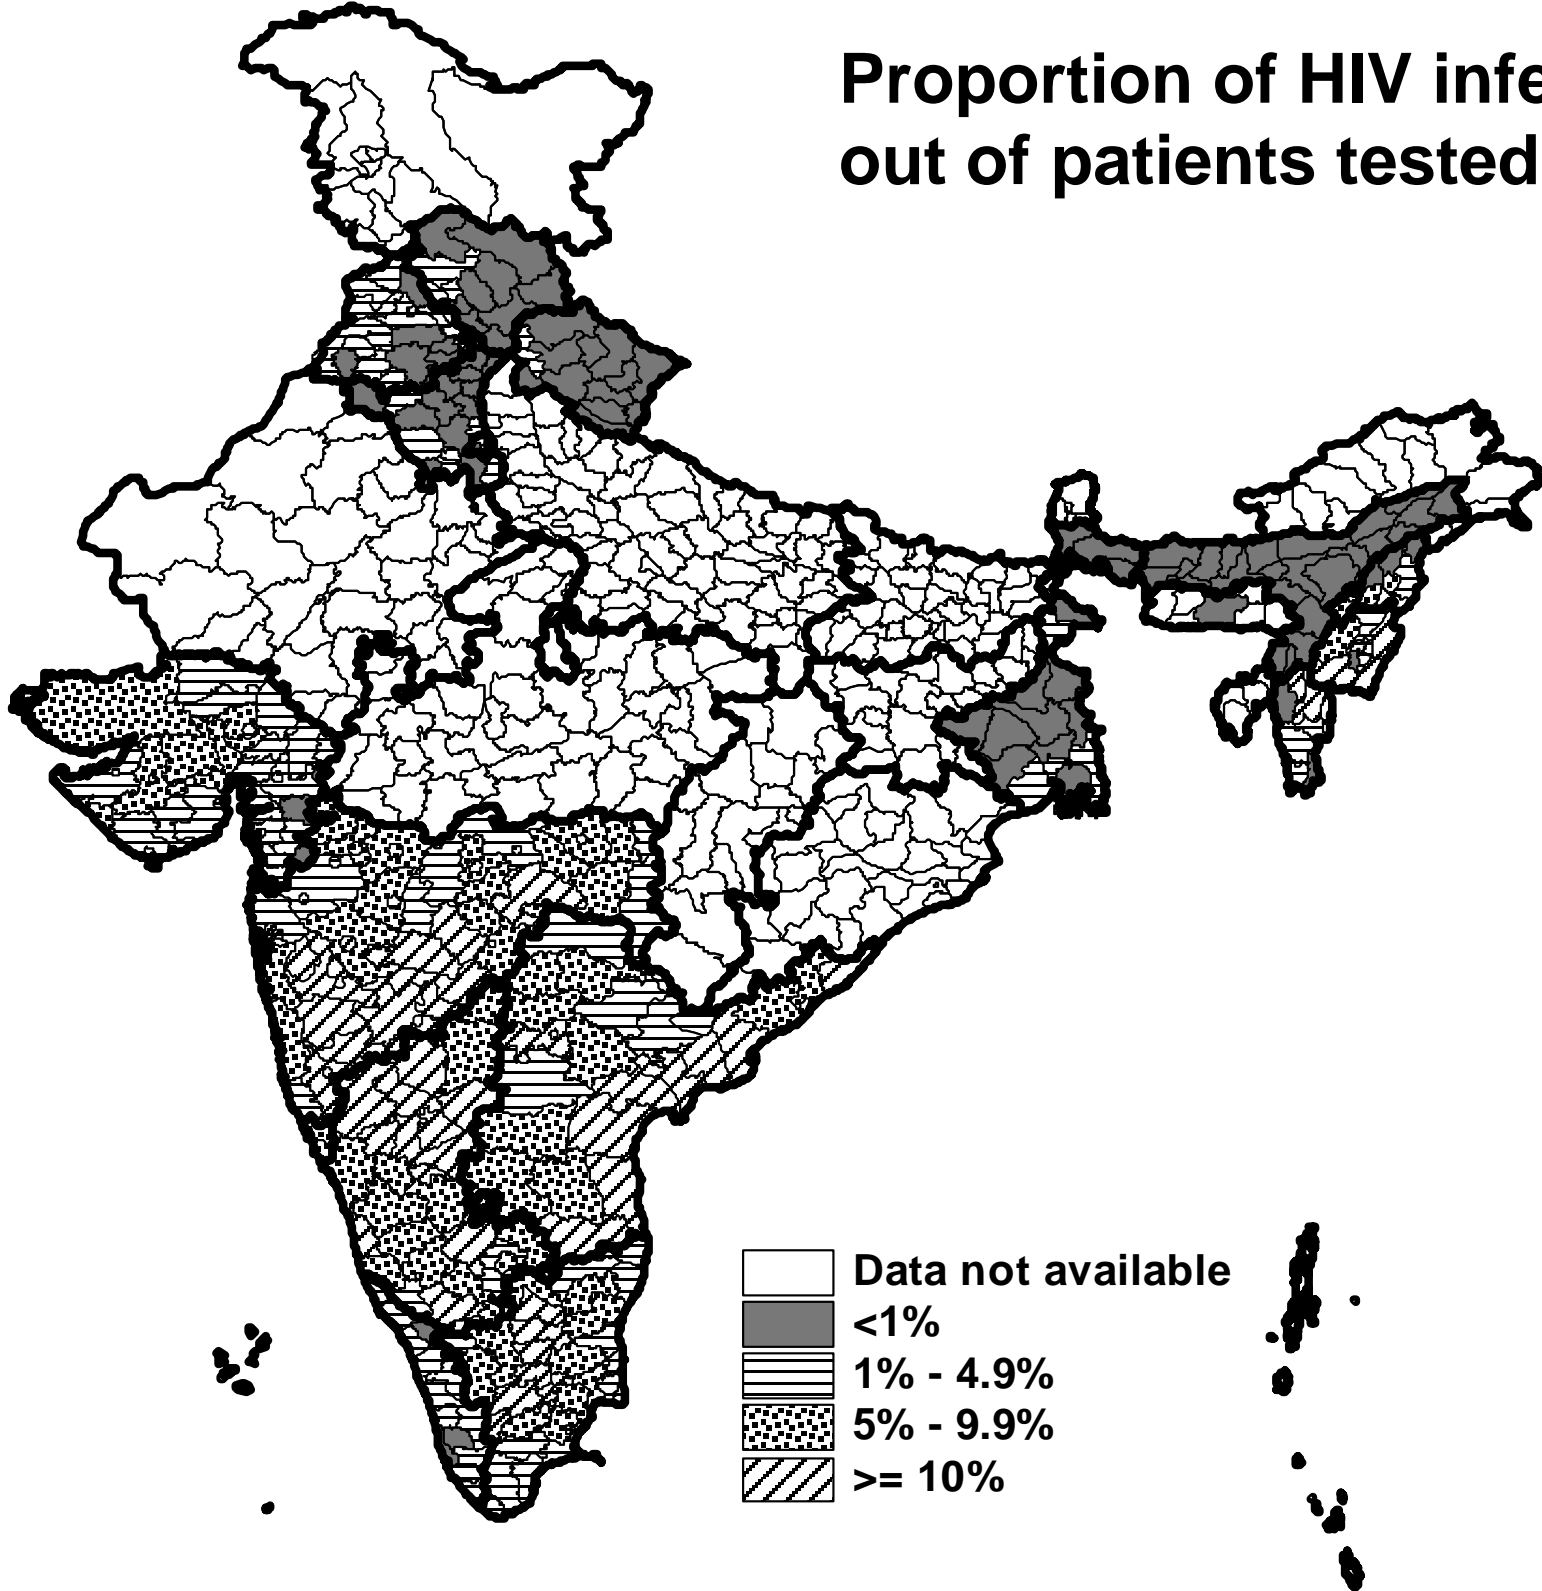 Proportion of HIV infe
out of patients tested
Data not available
<1%
1% - 4.9%
5% - 9.9%
>= 10%